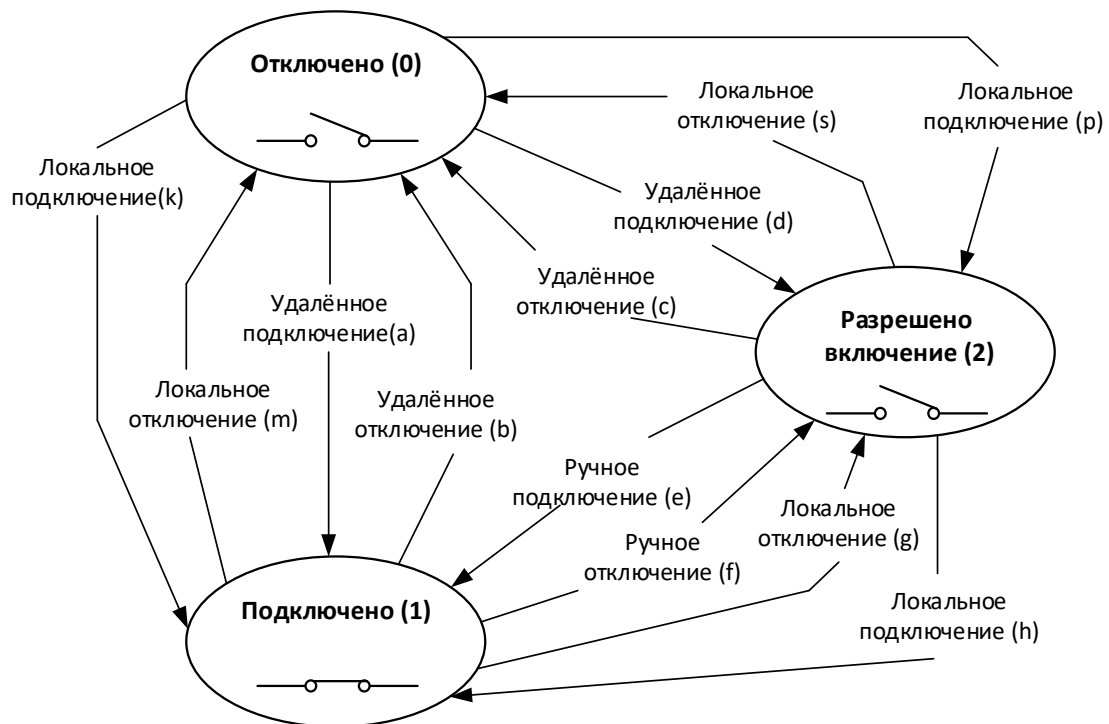 Отключено (0)
Локальное
отключение (s)
Локальное
подключение (p)
Локальное
подключение(k)
Удалённое
подключение (d)
Удалённое
отключение (c)
Удалённое
подключение(a)
Разрешено
включение (2)
Локальное
отключение (m)
Удалённое
отключение (b)
Ручное
подключение (e)
Локальное
отключение (g)
Ручное
отключение (f)
Подключено (1)
Локальное
подключение (h)